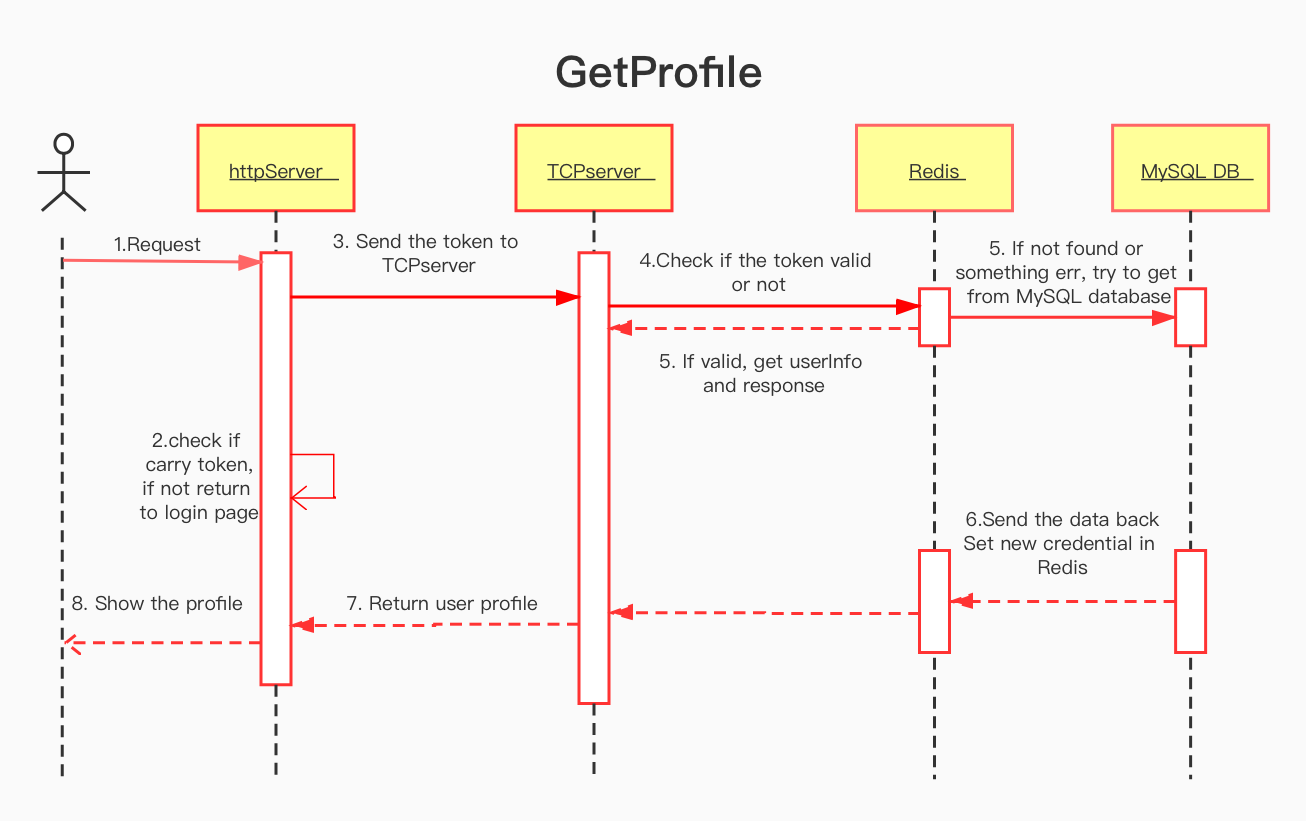 GetProfile
httpServer
TCPserver
Redis
MySQL DB
1.Request
3. Send the token to
TCPserver
4.Check if the token valid
or not
5. If not found or
something err, try to get
from MySQL database
5. If valid, get userInfo
and response
2.check if
carry token,
if not return
to login page
6.Send the data back
Set new credential in
Redis
8. Show the profile
7. Return user profile